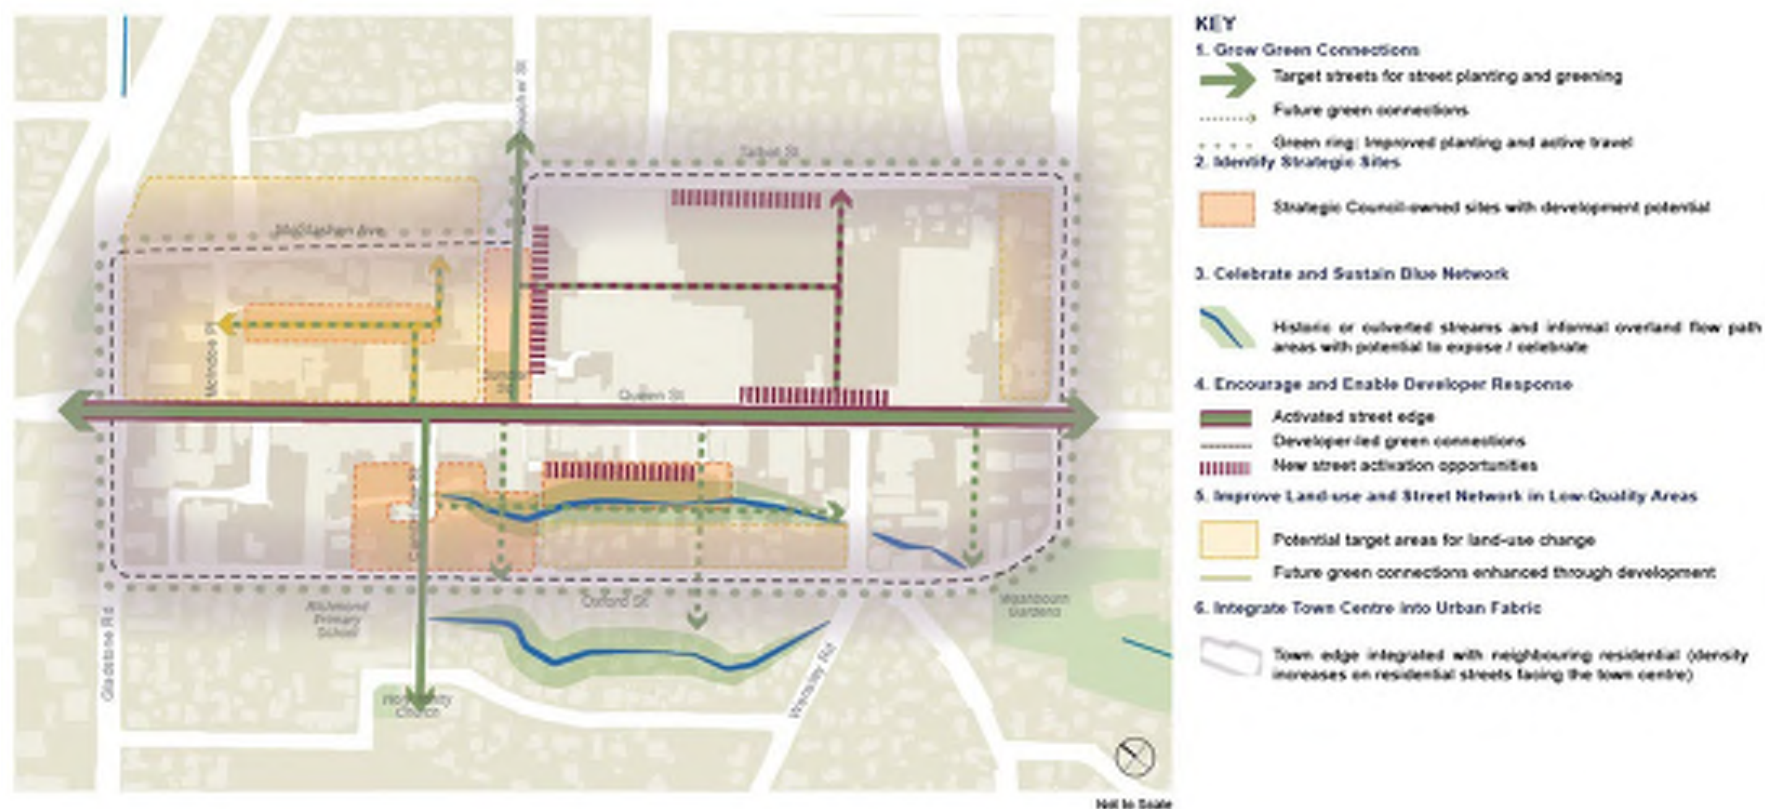 KEY
1. Grow Green Connections
Target streets for street planting and greening
Future green connections
Green ring: Improved planting and active travel
2. Identify Strategic Sites
Strategic Council-owned sites with development potential
3. Celebrate and Sustain Blue Network
Historic or culverted streams and informal overland flow path
areas with potential to expose / celebrate
4. Encourage and Enable Developer Response
Activated street edge
Developer-led green connections
New street activation opportunities
5. Improve Land-use and Street Network in Low-Quality Areas
Potential target areas for land-use change
Future green connections enhanced through development
6. Integrate Town Centre into Urban Fabric
Town edge integrated with neighbouring residential (density
increases on residential streets facing the town centre)
Talbot St
McGlashen Ave
McIndoe Pl
Queen St
Oxford St
Richmond
Primary
School
Gladstone Rd
Church
Wensley Rd
Washbourn
Gardens
Not to Scale